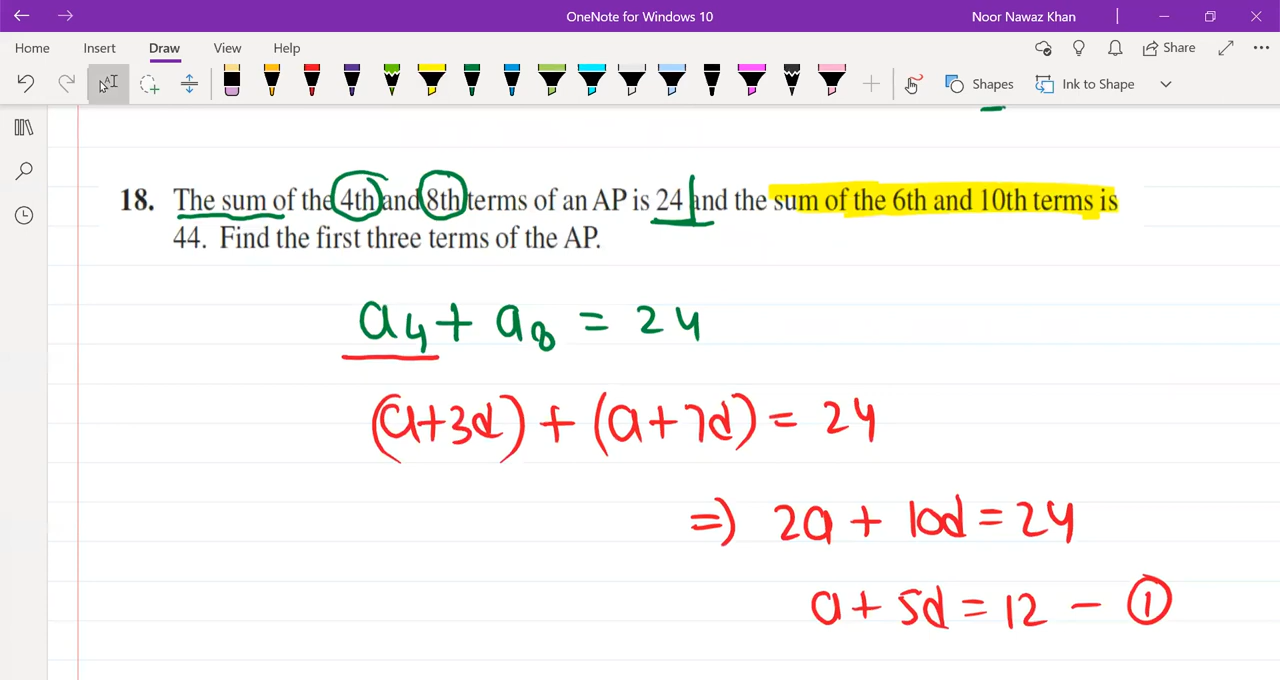 OneNote for Windows 10
Noor Nawaz Khan
Home Insert Draw View Help
Share
Shapes
Ink to Shape
18. The sum of the 4th and 8th terms of an AP is 24 and the sum of the 6th and 10th terms is
44. Find the first three terms of the AP.
a₄ + a₈ = 24
(a+3d) + (a+7d) = 24
=) 2a + 10d = 24
a + 5d = 12 - ①